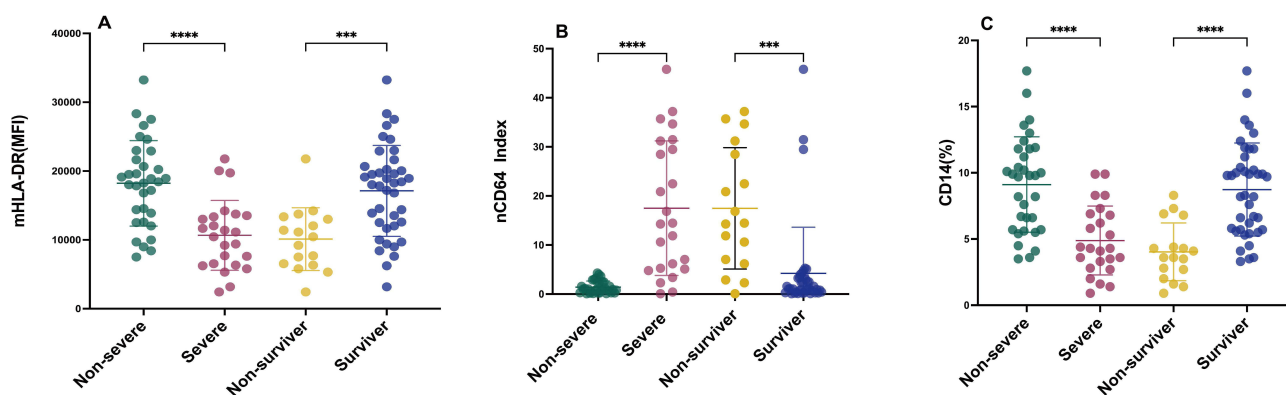 A
mHLA-DR(MFI)
40000
30000
20000
10000
0
****
***
Non-severe
Severe
Non-surviver
Surviver
B
nCD64 Index
50
40
30
20
10
0
****
***
Non-severe
Severe
Non-surviver
Surviver
C
CD14(%)
20
15
10
5
0
****
****
Non-severe
Severe
Non-surviver
Surviver